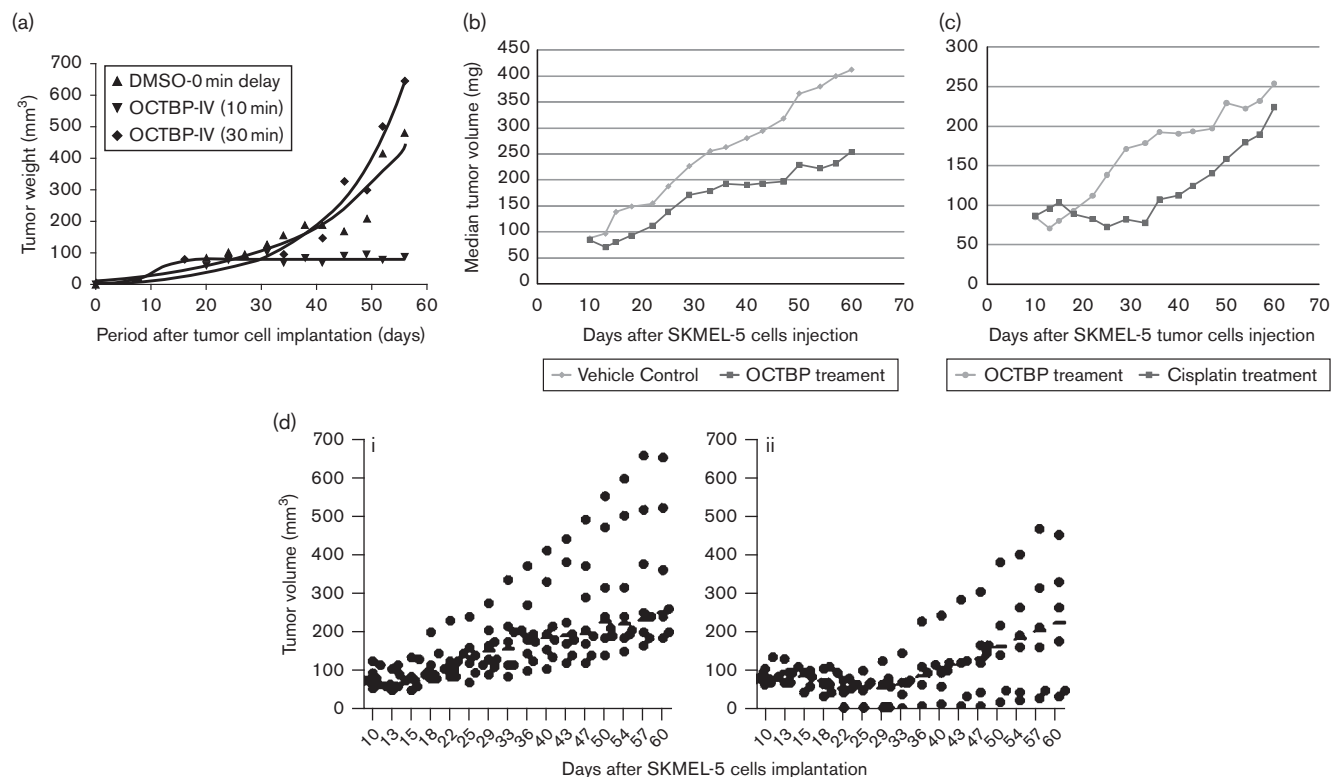 (a)
700
600
500
400
300
200
100
0
Tumor weight (mm³)
DMSO-0 min delay
OCTBP-IV (10 min)
OCTBP-IV (30 min)
0 10 20 30 40 50 60
Period after tumor cell implantation (days)
(b)
450
400
350
300
250
200
150
100
50
0
Median tumor volume (mg)
0 10 20 30 40 50 60 70
Days after SKMEL-5 cells injection
Vehicle Control OCTBP treament
(c)
300
250
200
150
100
50
0
0 10 20 30 40 50 60 70
Days after SKMEL-5 tumor cells injection
OCTBP treament Cisplatin treatment
(d)
i
700
600
500
400
300
200
100
0
Tumor volume (mm³)
10 13 15 18 22 25 29 33 36 40 43 47 50 54 57 60
ii
700
600
500
400
300
200
100
0
10 13 15 18 22 25 29 33 36 40 43 47 50 54 57 60
Days after SKMEL-5 cells implantation